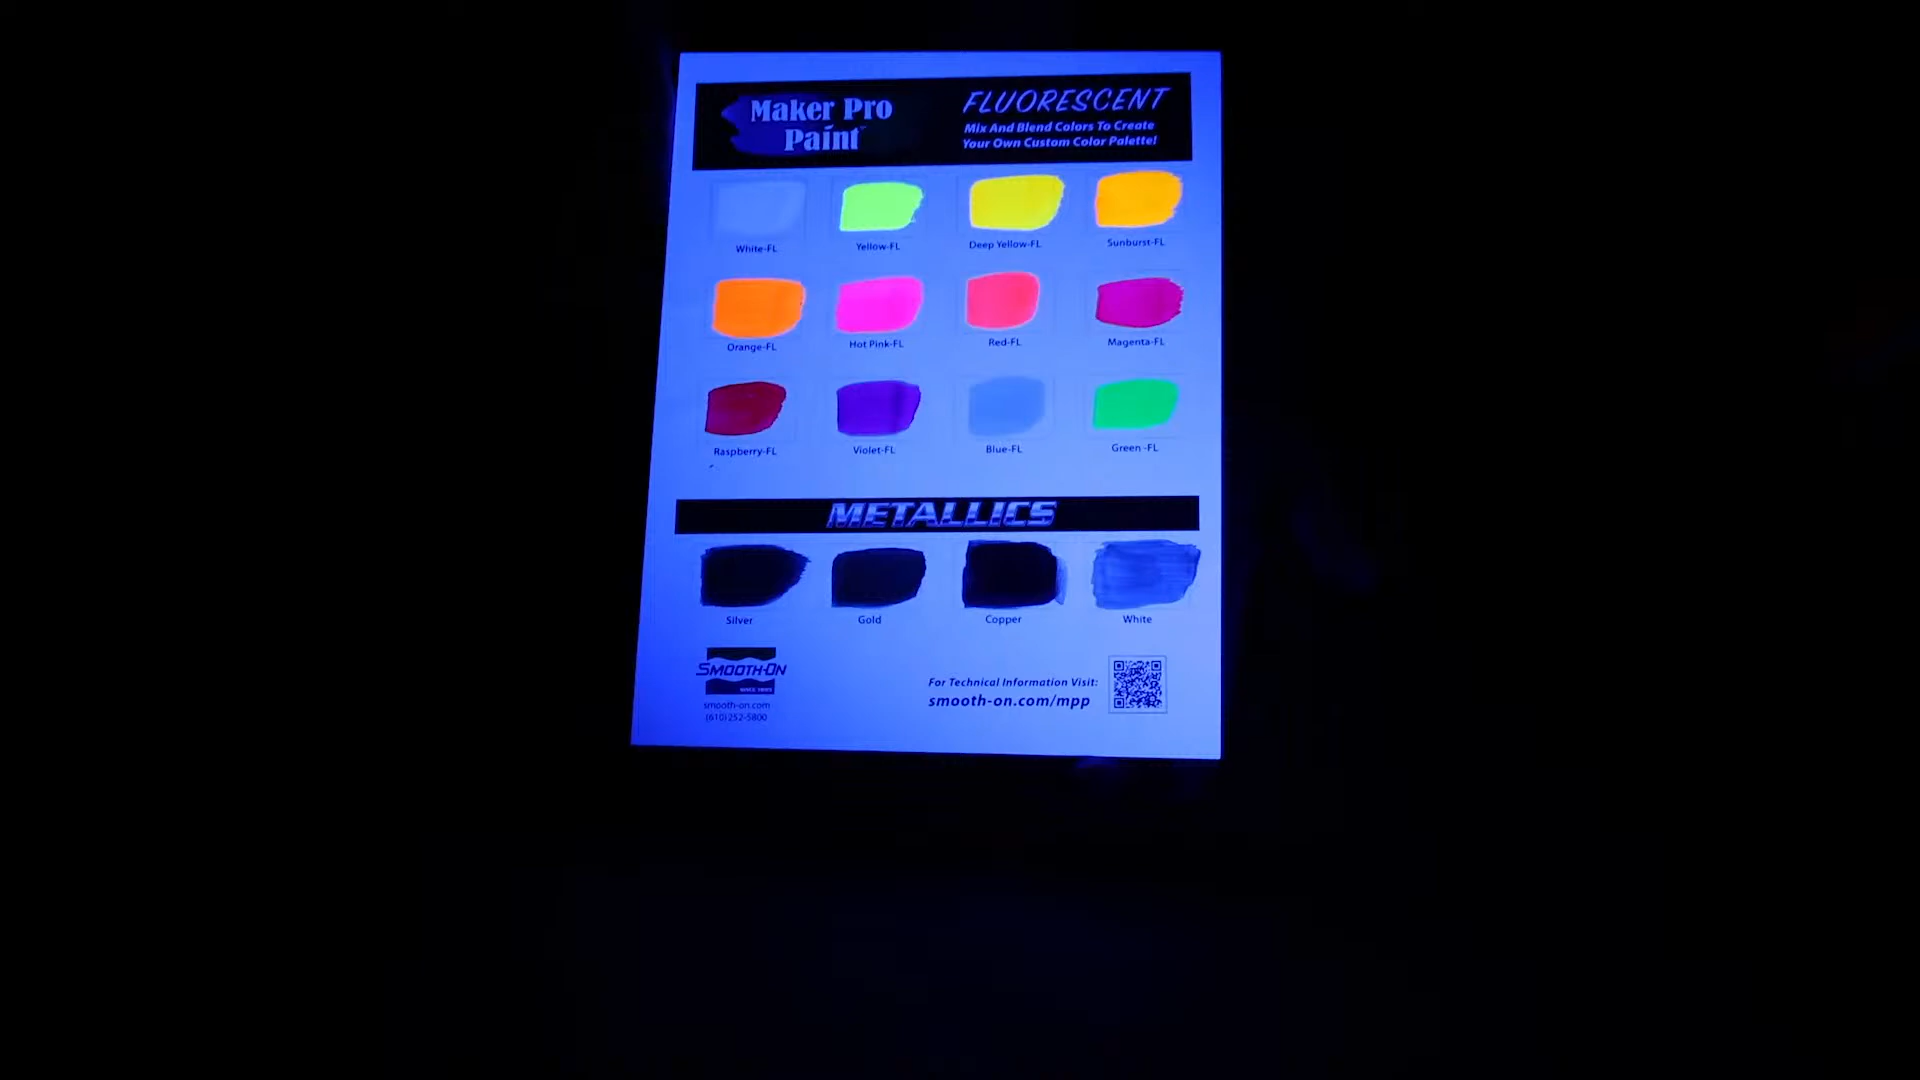 Maker Pro
Paint
FLUORESCENT
Mix And Blend Colors To Create
Your Own Custom Color Palette!
White-FL
Yellow-FL
Deep Yellow-FL
Sunburst-FL
Orange-FL
Hot Pink-FL
Red-FL
Magenta-FL
Raspberry-FL
Violet-FL
Blue-FL
Green -FL
METALLICS
Silver
Gold
Copper
White
SMOOTH-ON
smooth-on.com
(610) 252-5800
For Technical Information Visit:
smooth-on.com/mpp